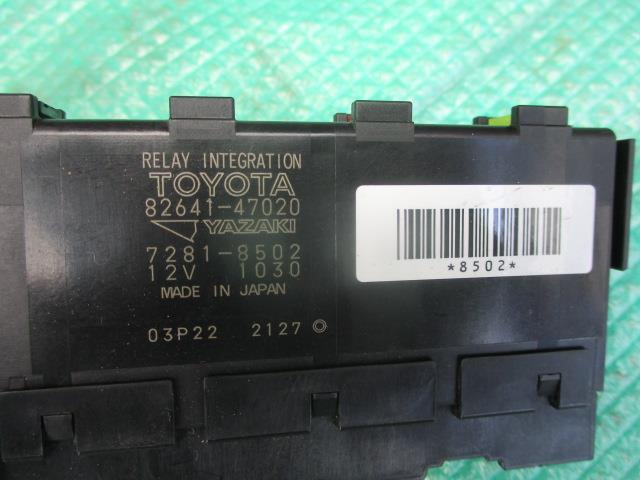 RELAY INTEGRATION
TOYOTA
82641-47020
YAZAKI
7281-8502
12V 1030
MADE IN JAPAN
03P22 2127
*8502*